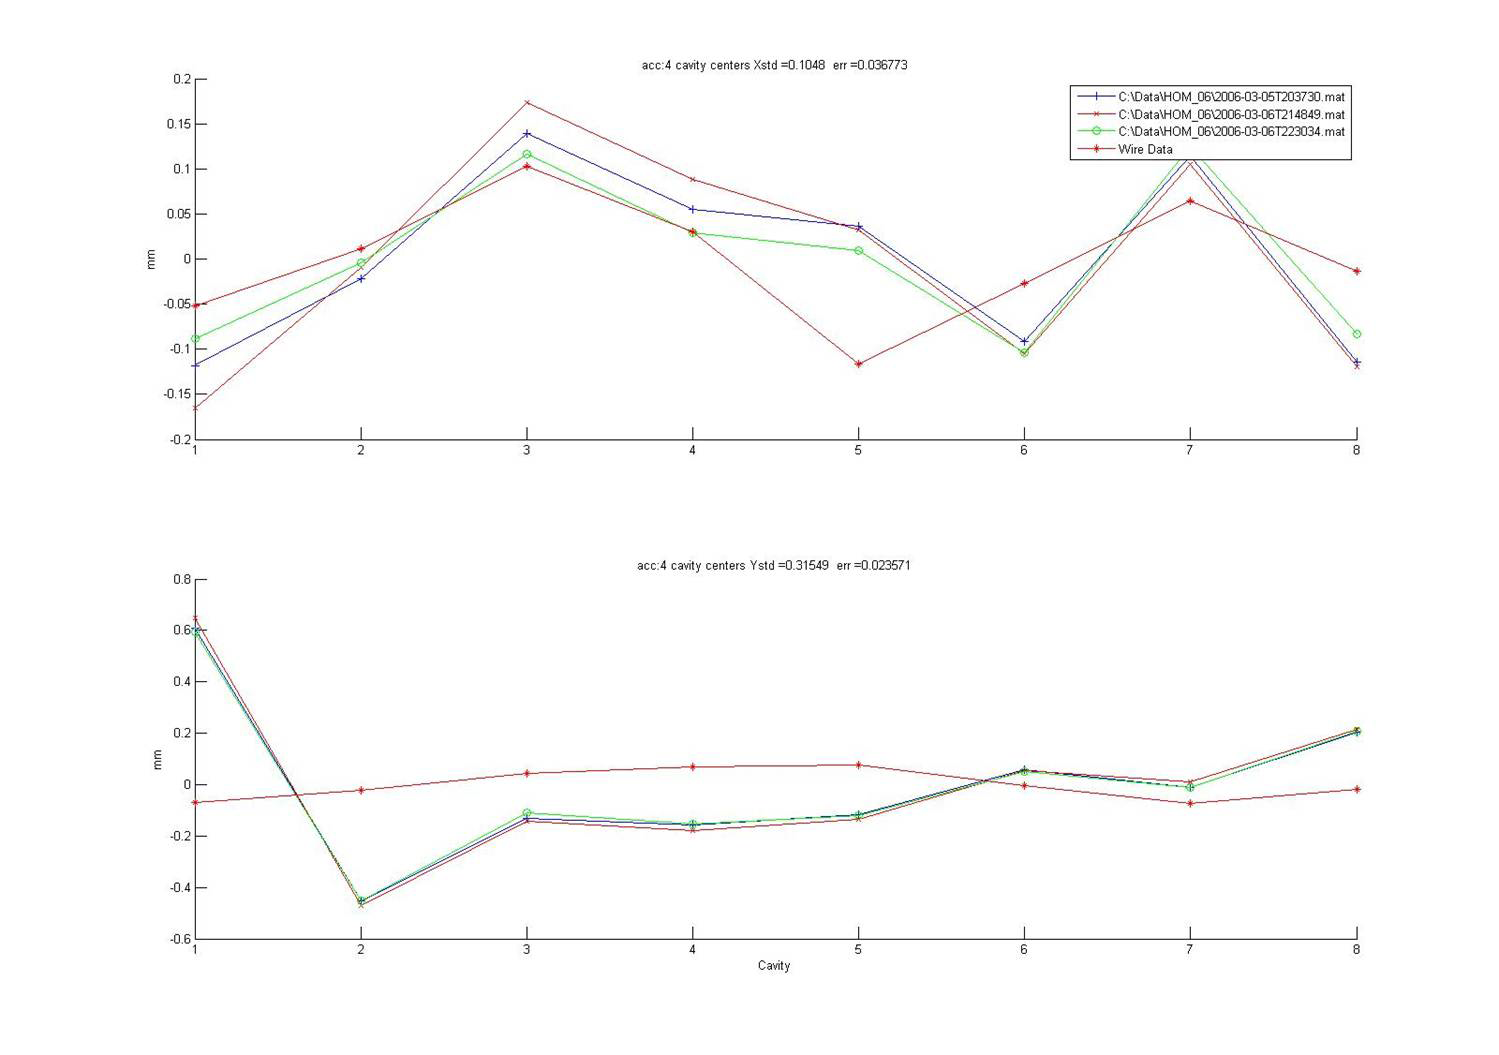 acc:4 cavity centers Xstd =0.1048  err =0.036773
C:\Data\HOM_06\2006-03-05T203730.mat
C:\Data\HOM_06\2006-03-06T214849.mat
C:\Data\HOM_06\2006-03-06T223034.mat
Wire Data
mm
0.2
0.15
0.1
0.05
0
-0.05
-0.1
-0.15
-0.2
1 2 3 4 5 6 7 8
acc:4 cavity centers Ystd =0.31549  err =0.023571
mm
0.8
0.6
0.4
0.2
0
-0.2
-0.4
-0.6
1 2 3 4 5 6 7 8
Cavity